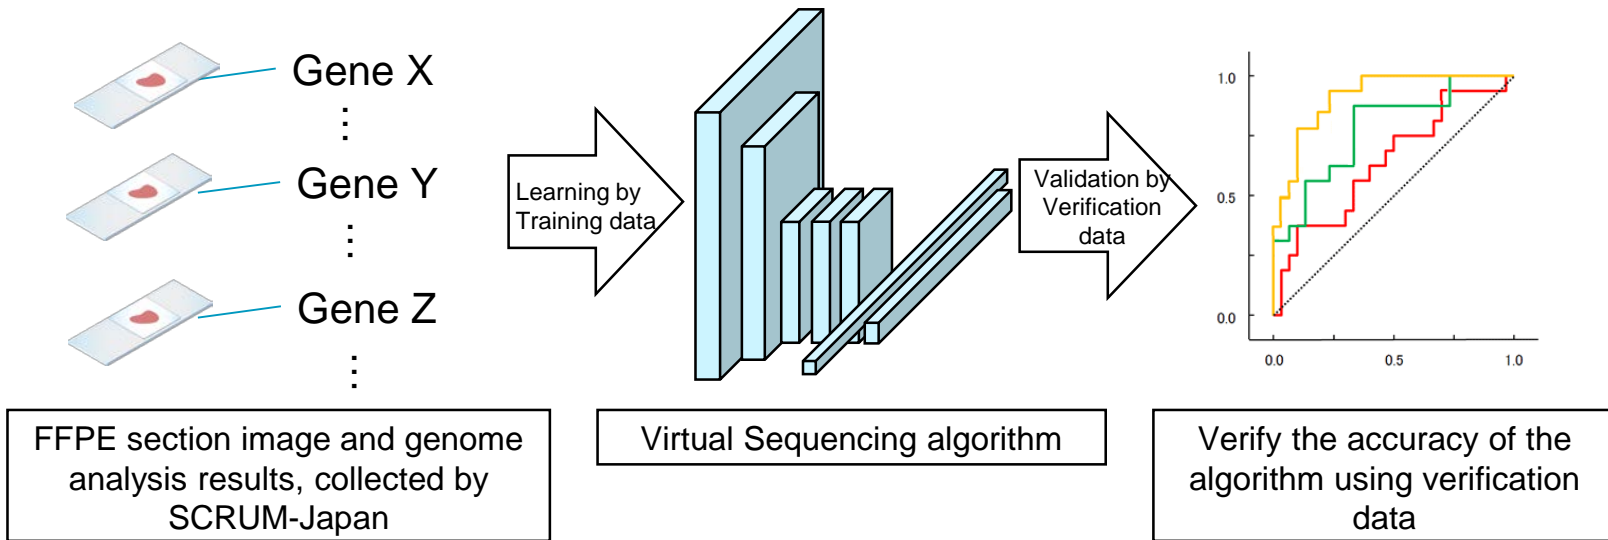 Gene X
⋮
Gene Y
⋮
Gene Z
⋮
Learning by
Training data
Validation by
Verification
data
1.0
0.5
0.0
0.0
0.5
1.0
FFPE section image and genome
analysis results, collected by
SCRUM-Japan
Virtual Sequencing algorithm
Verify the accuracy of the
algorithm using verification
data